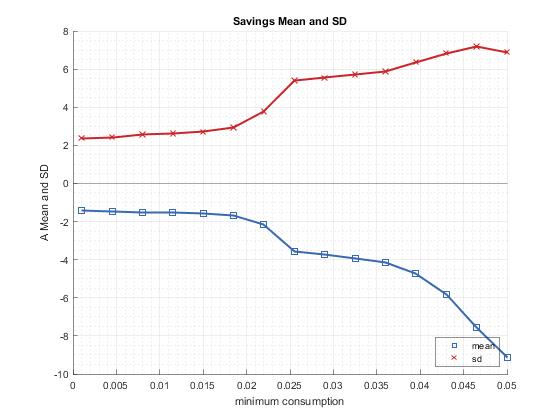 Savings Mean and SD
8
6
4
2
0
-2
-4
-6
-8
-10
A Mean and SD
0 0.005 0.01 0.015 0.02 0.025 0.03 0.035 0.04 0.045 0.05
minimum consumption
mean
sd